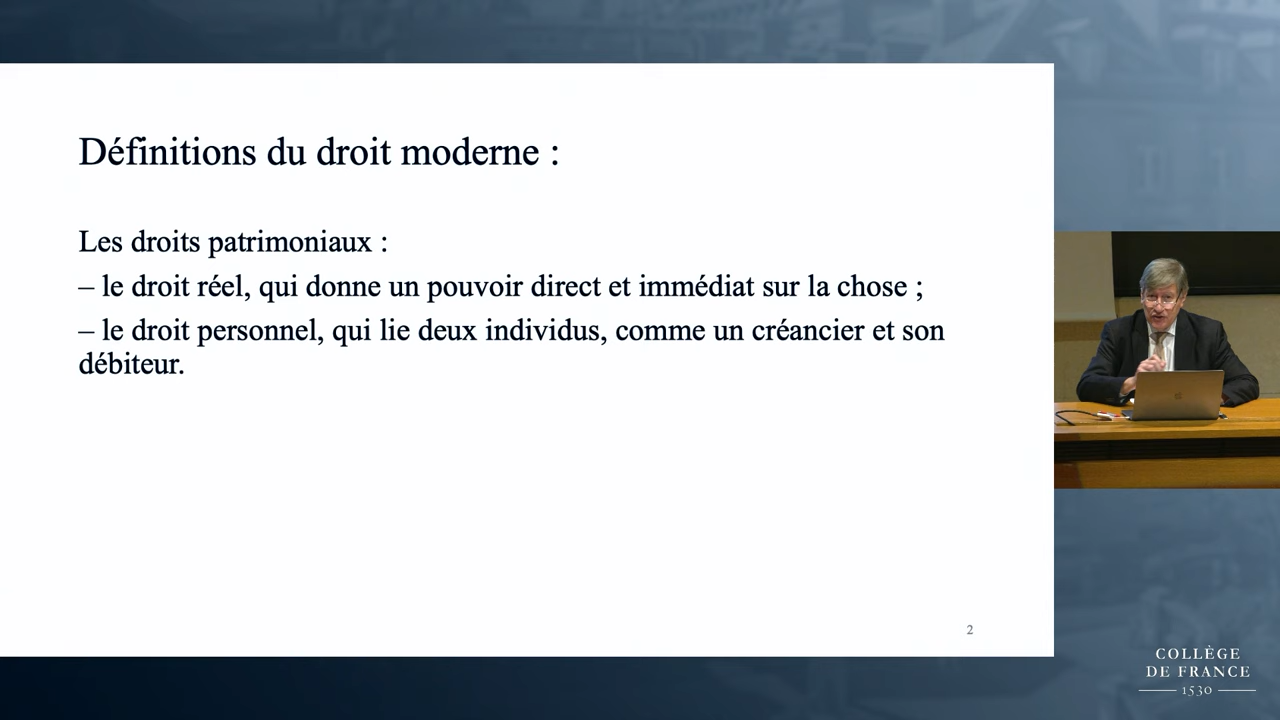 Définitions du droit moderne :
Les droits patrimoniaux :
– le droit réel, qui donne un pouvoir direct et immédiat sur la chose ;
– le droit personnel, qui lie deux individus, comme un créancier et son
débiteur.
2
COLLÈGE
DE FRANCE
1530